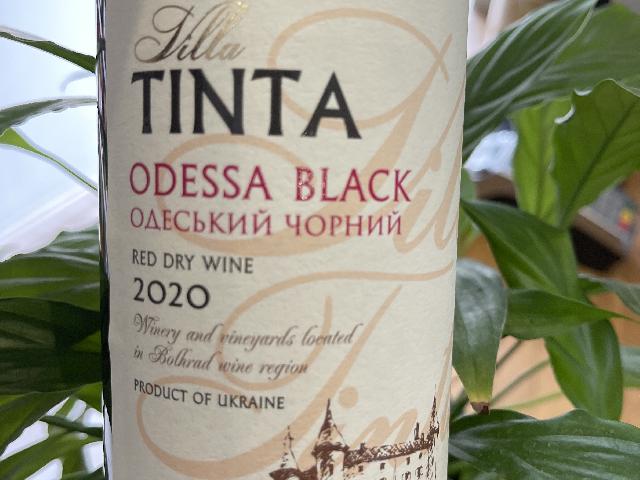 Villa
TINTA
ODESSA BLACK
ОДЕСЬКИЙ ЧОРНИЙ
RED DRY WINE
2020
Winery and vineyards located
in Bolhrad wine region
PRODUCT OF UKRAINE